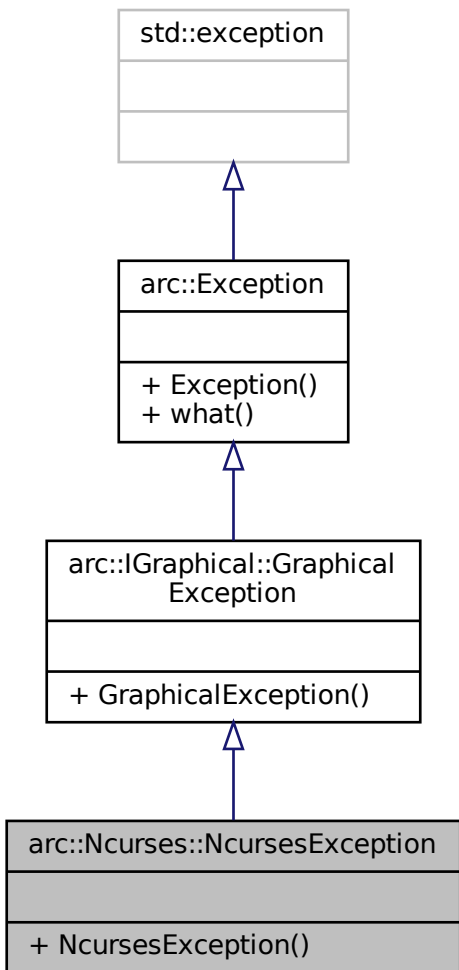 std::exception
arc::Exception
+ Exception()
+ what()
arc::IGraphical::Graphical
Exception
+ GraphicalException()
arc::Ncurses::NcursesException
+ NcursesException()